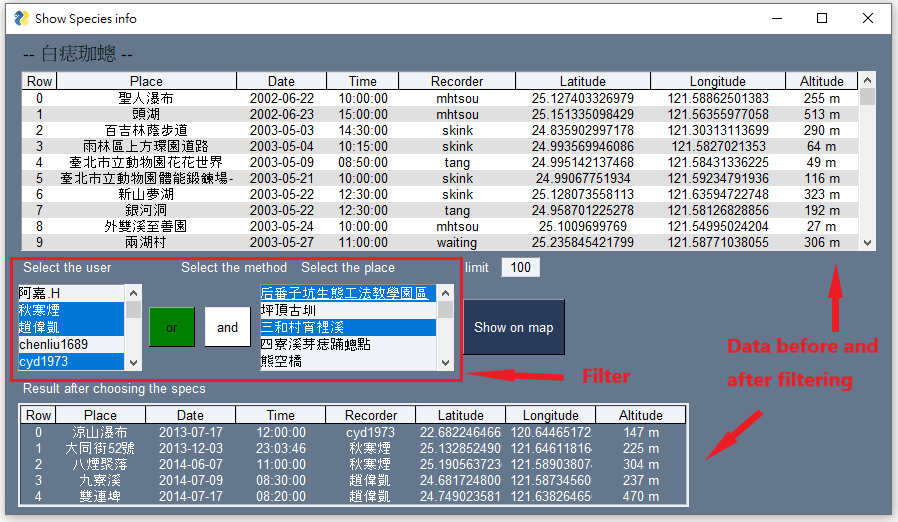 Show Species info
-- 白痣珈蟌 --
Row Place Date Time Recorder Latitude Longitude Altitude
0 聖人瀑布 2002-06-22 10:00:00 mhtsou 25.127403326979 121.58862501383 255 m
1 頭湖 2002-06-23 15:00:00 mhtsou 25.151335098429 121.56355977058 513 m
2 百吉林蔭步道 2003-05-03 14:30:00 skink 24.835902997178 121.30313113699 290 m
3 雨林區上方環園道路 2003-05-04 10:15:00 skink 24.993569946086 121.5827021353 64 m
4 臺北市立動物園花花世界 2003-05-09 08:50:00 tang 24.995142137468 121.58431336225 49 m
5 臺北市立動物園體能鍛鍊場- 2003-05-21 10:00:00 skink 24.99067751934 121.59234791936 116 m
6 新山夢湖 2003-05-22 12:30:00 skink 25.128073558113 121.63594722748 323 m
7 銀河洞 2003-05-22 12:30:00 tang 24.958701225278 121.58126828856 192 m
8 外雙溪至善園 2003-05-24 10:00:00 mhtsou 25.1009699769 121.54995024204 27 m
9 兩湖村 2003-05-27 11:00:00 waiting 25.235845421799 121.58771038055 306 m
Select the user Select the method Select the place limit 100
阿嘉.H 后番子坑生態工法教學園區
秋寒煙 坪頂古圳
趙偉凱 or and 三和村宵裡溪 Show on map
chenliu1689 四寮溪芽痣蹣蟌點
cyd1973 熊空橋
Data before and
after filtering
Filter
Result after choosing the specs
Row Place Date Time Recorder Latitude Longitude Altitude
0 涼山瀑布 2013-07-17 12:00:00 cyd1973 22.682246466 120.64465172 147 m
1 大同街52號 2013-12-03 23:03:46 秋寒煙 25.132852490 121.64611816 225 m
2 八煙聚落 2014-06-07 11:00:00 秋寒煙 25.190563723 121.58903807 304 m
3 九寮溪 2014-07-09 08:30:00 趙偉凱 24.681724800 121.58734560 237 m
4 雙連埤 2014-07-17 08:20:00 趙偉凱 24.749023581 121.63826465 470 m